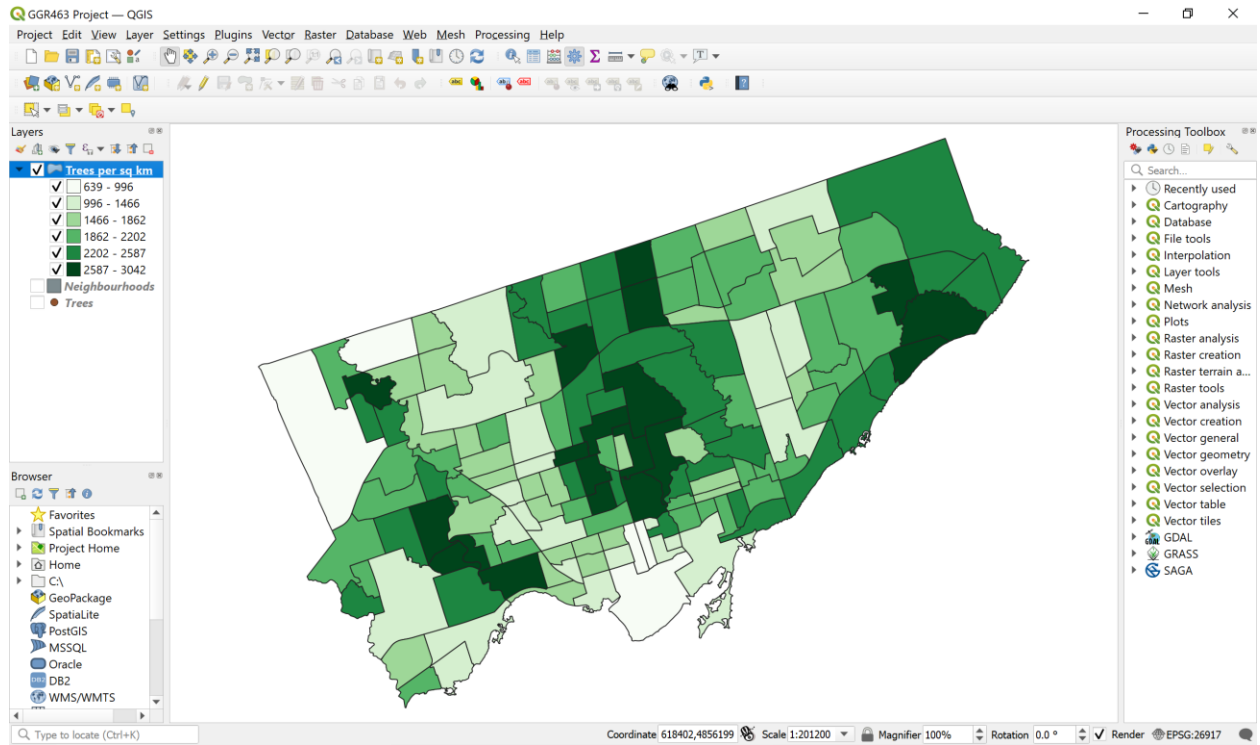 GGR463 Project — QGIS
Project Edit View Layer Settings Plugins Vector Raster Database Web Mesh Processing Help
Layers
Trees per sq km
639 - 996
996 - 1466
1466 - 1862
1862 - 2202
2202 - 2587
2587 - 3042
Neighbourhoods
Trees
Browser
Favorites
Spatial Bookmarks
Project Home
Home
C:\
GeoPackage
SpatiaLite
PostGIS
MSSQL
Oracle
DB2
WMS/WMTS
Processing Toolbox
Search...
Recently used
Cartography
Database
File tools
Interpolation
Layer tools
Mesh
Network analysis
Plots
Raster analysis
Raster creation
Raster terrain a...
Raster tools
Vector analysis
Vector creation
Vector general
Vector geometry
Vector overlay
Vector selection
Vector table
Vector tiles
GDAL
GRASS
SAGA
Type to locate (Ctrl+K)
Coordinate 618402,4856199 Scale 1:201200 Magnifier 100% Rotation 0.0 ° Render EPSG:26917